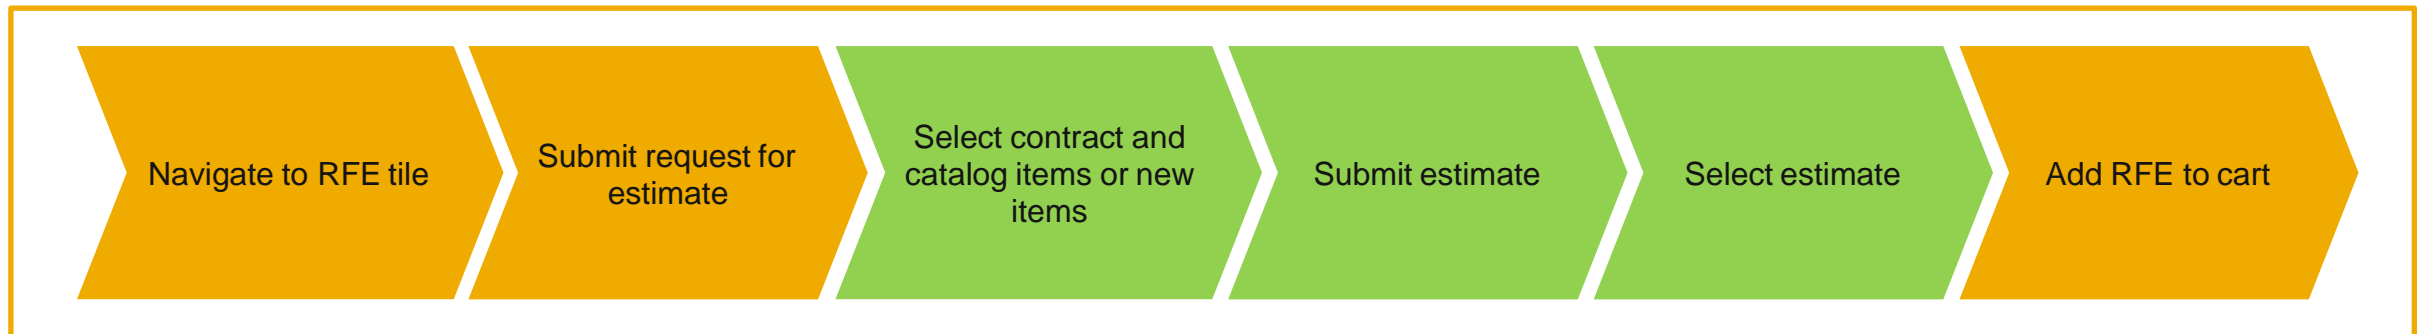 Navigate to RFE tile
Submit request for
estimate
Select contract and
catalog items or new
items
Submit estimate
Select estimate
Add RFE to cart